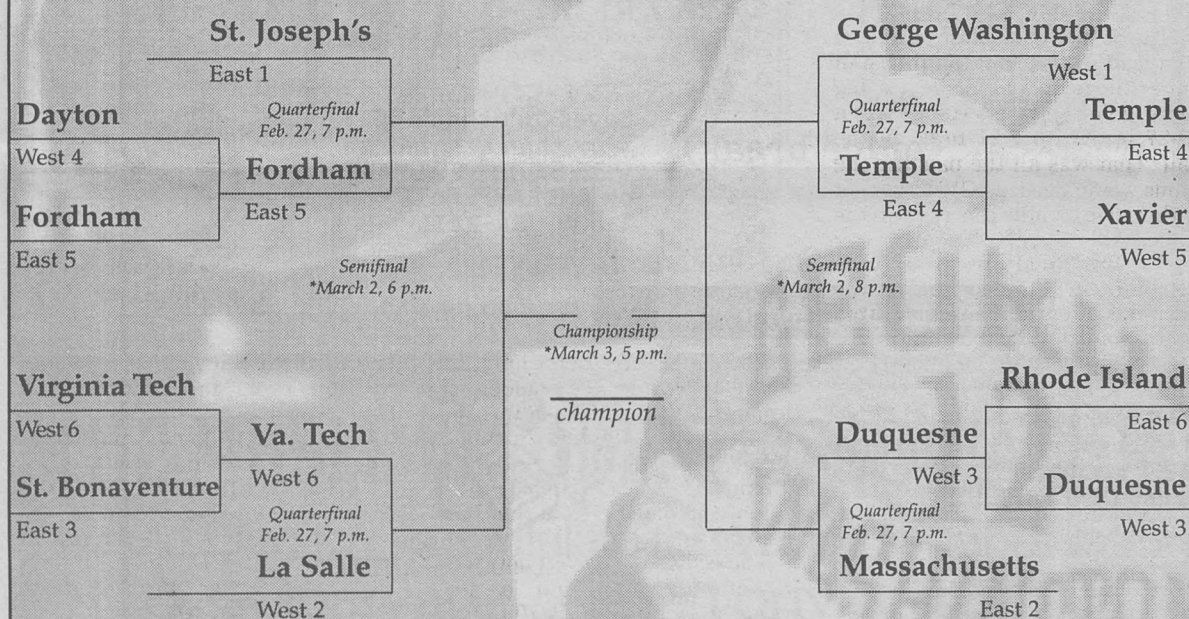 St. Joseph's
East 1
Quarterfinal
Feb. 27, 7 p.m.
Dayton
West 4
Fordham
East 5
Fordham
East 5
Semifinal
*March 2, 6 p.m.
Virginia Tech
West 6
Va. Tech
West 6
St. Bonaventure
East 3
Quarterfinal
Feb. 27, 7 p.m.
La Salle
West 2
Championship
*March 3, 5 p.m.
champion
George Washington
West 1
Quarterfinal
Feb. 27, 7 p.m.
Temple
East 4
Temple
East 4
Xavier
West 5
Semifinal
*March 2, 8 p.m.
Rhode Island
East 6
Duquesne
West 3
Duquesne
West 3
Quarterfinal
Feb. 27, 7 p.m.
Massachusetts
East 2